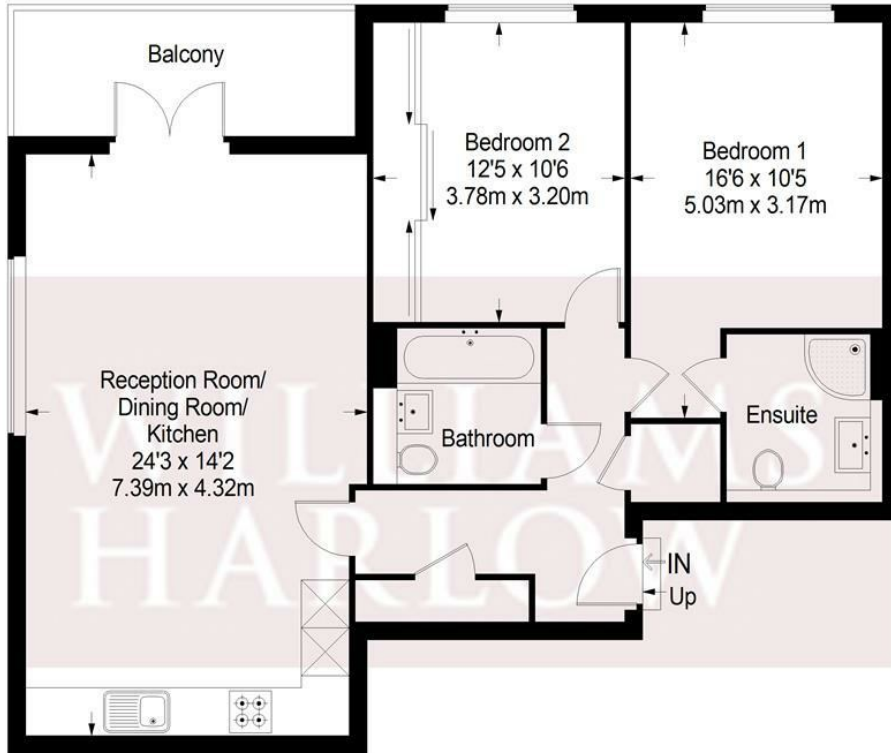 Balcony
Bedroom 2
12'5 x 10'6
3.78m x 3.20m
Bedroom 1
16'6 x 10'5
5.03m x 3.17m
Reception Room/
Dining Room/
Kitchen
24'3 x 14'2
7.39m x 4.32m
Bathroom
Ensuite
IN
Up
WILLIAMS
HARLOW